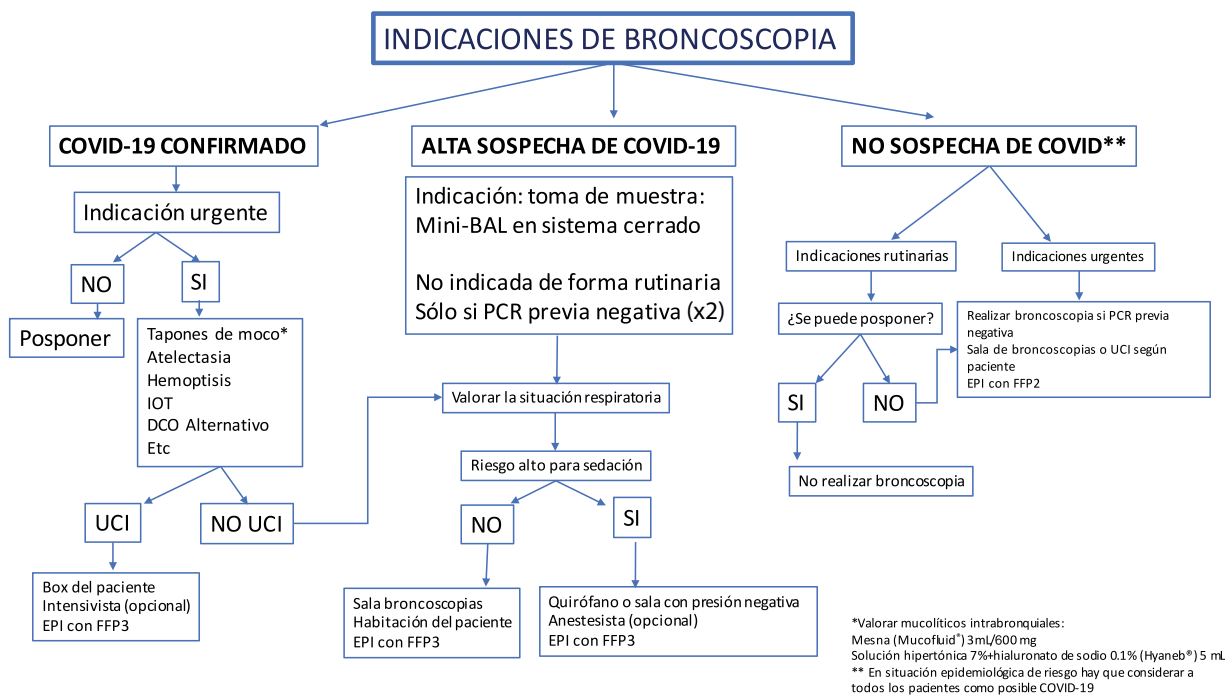 INDICACIONES DE BRONCOSCOPIA
COVID-19 CONFIRMADO
Indicación urgente
NO
SI
Posponer
Tapones de moco*
Atelectasia
Hemoptisis
IOT
DCO Alternativo
Etc
UCI
NO UCI
Box del paciente
Intensivista (opcional)
EPI con FFP3
ALTA SOSPECHA DE COVID-19
Indicación: toma de muestra:
Mini-BAL en sistema cerrado
No indicada de forma rutinaria
Sólo si PCR previa negativa (x2)
Valorar la situación respiratoria
Riesgo alto para sedación
NO
SI
Sala broncoscopias
Habitación del paciente
EPI con FFP3
Quirófano o sala con presión negativa
Anestesista (opcional)
EPI con FFP3
NO SOSPECHA DE COVID**
Indicaciones rutinarias
Indicaciones urgentes
¿Se puede posponer?
Realizar broncoscopia si PCR previa
negativa
Sala de broncoscopias o UCI según
paciente
EPI con FFP2
SI
NO
No realizar broncoscopia
*Valorar mucolíticos intrabronquiales:
Mesna (Mucofluid®) 3mL/600 mg
Solución hipertónica 7%+hialuronato de sodio 0.1% (Hyaneb®) 5 mL
** En situación epidemiológica de riesgo hay que considerar a
todos los pacientes como posible COVID-19